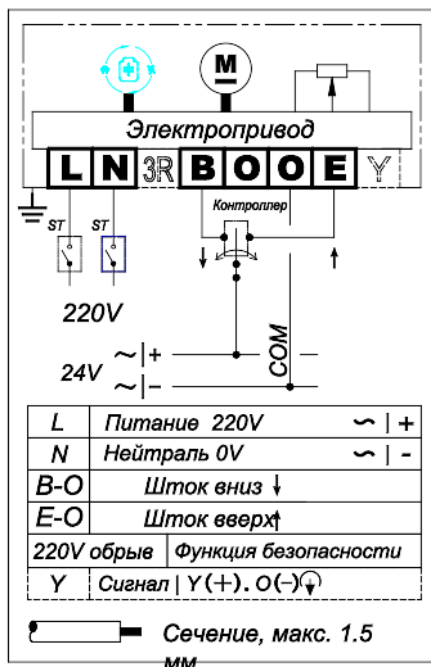 M
Электропривод
L N 3R B O O E Y
Контроллер
ST ST
↓ ↑
220V
24V ~|+
~|-
COM
L Питание 220V ~ | +
N Нейтраль 0V ~ | -
B-O Шток вниз ↓
E-O Шток вверх↑
220V обрыв Функция безопасности
Y Сигнал | Y(+). O(-)
Сечение, макс. 1.5
мм